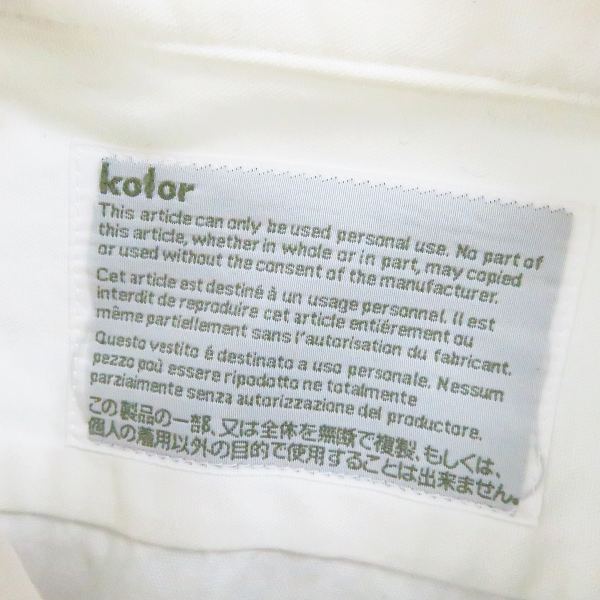 kolor
This article can only be used personal use. No part of
this article, whether in whole or in part, may copied
or used without the consent of the manufacturer.
Cet article est destiné à un usage personnel. Il est
interdit de reproduire cet article entiérement ou
même partiellement sans l'autorisation du fabricant.
Questo vestito é destinato a uso personale. Nessum
pezzo puó essere ripodotto ne totalmente
parziaimente senza autorizzazione del productore.
この製品の一部、又は全体を無断で複製、もしくは、
個人の着用以外の目的で使用することは出来ません。